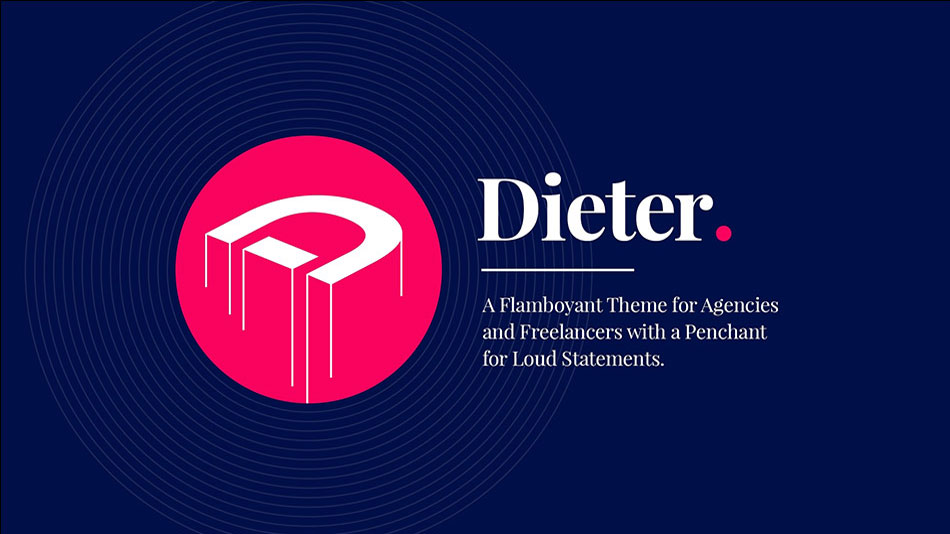 Dieter.
A Flamboyant Theme for Agencies
and Freelancers with a Penchant
for Loud Statements.